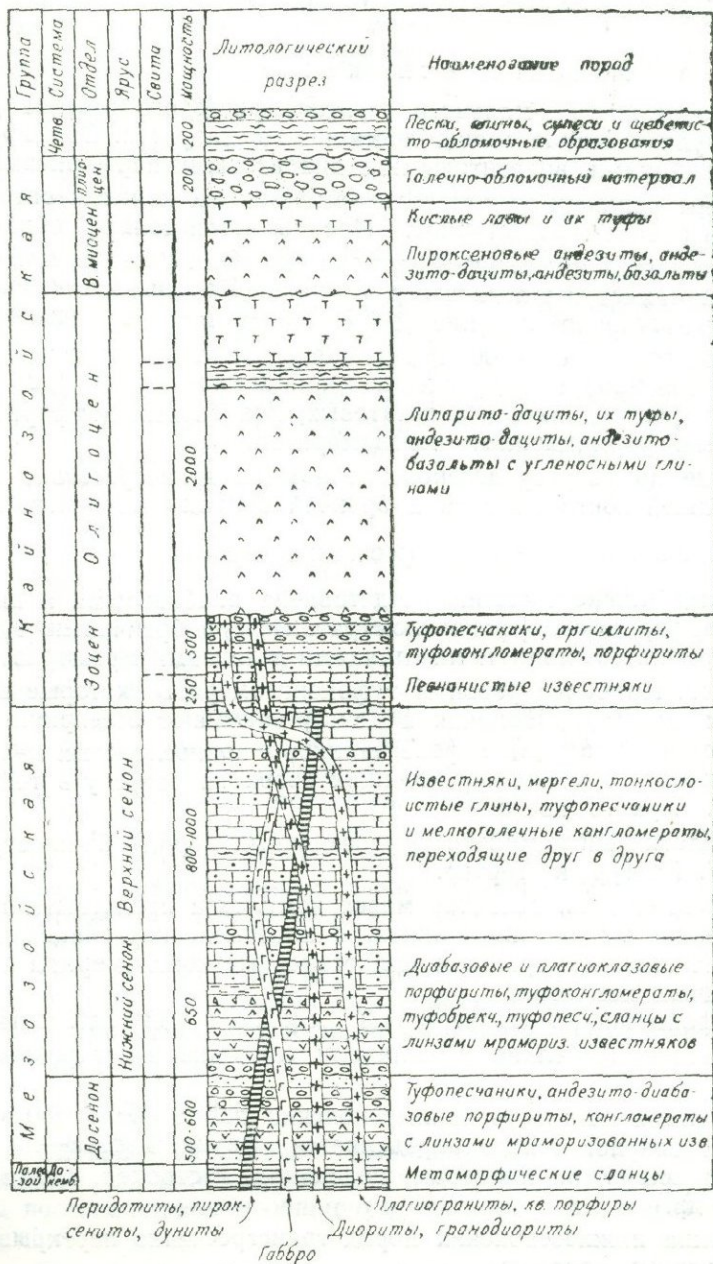 Группа
Система
Отдел
Ярус
Свита
мощность
Литологический
разрез
Наименование пород
Кайнозойская
Четв.
200
Пески, глины, супеси и щебенис-
то-обломочные образования
Плио-
цен
200
Галечно-обломочный материал
В. миоцен
Кислые лавы и их туфы
Пироксеновые андезиты, анде-
зито-дациты, андезиты, базальты
Олигоцен
2000
Липарито-дациты, их туфы,
андезито-дациты, андезито-
базальты с угленосными гли-
нами
Эоцен
500
Туфопесчанаки, аргиллиты,
туфоконгломераты, порфириты
250
Песчанистые известняки
Мезозойская
Верхний сенон
800-1000
Известняки, мергели, тонкосло-
истые глины, туфопесчаники
и мелкогалечные конгломераты,
переходящие друг в друга
Нижний сенон
650
Диабазовые и плагиоклазовые
порфириты, туфоконгломераты,
туфобрекч., туфопесч., сланцы с
линзами мрамориз. известняков
Досенон
500-600
Туфопесчаники, андезито-диаба-
зовые порфириты, конгломераты
с линзами мраморизованных изв
Палео-
зой
До-
кемб.
Метаморфические сланцы
Перидотиты, пирок-
сениты, дуниты
Габбро
Диориты, гранодиориты
Плагиограниты, кв. порфиры